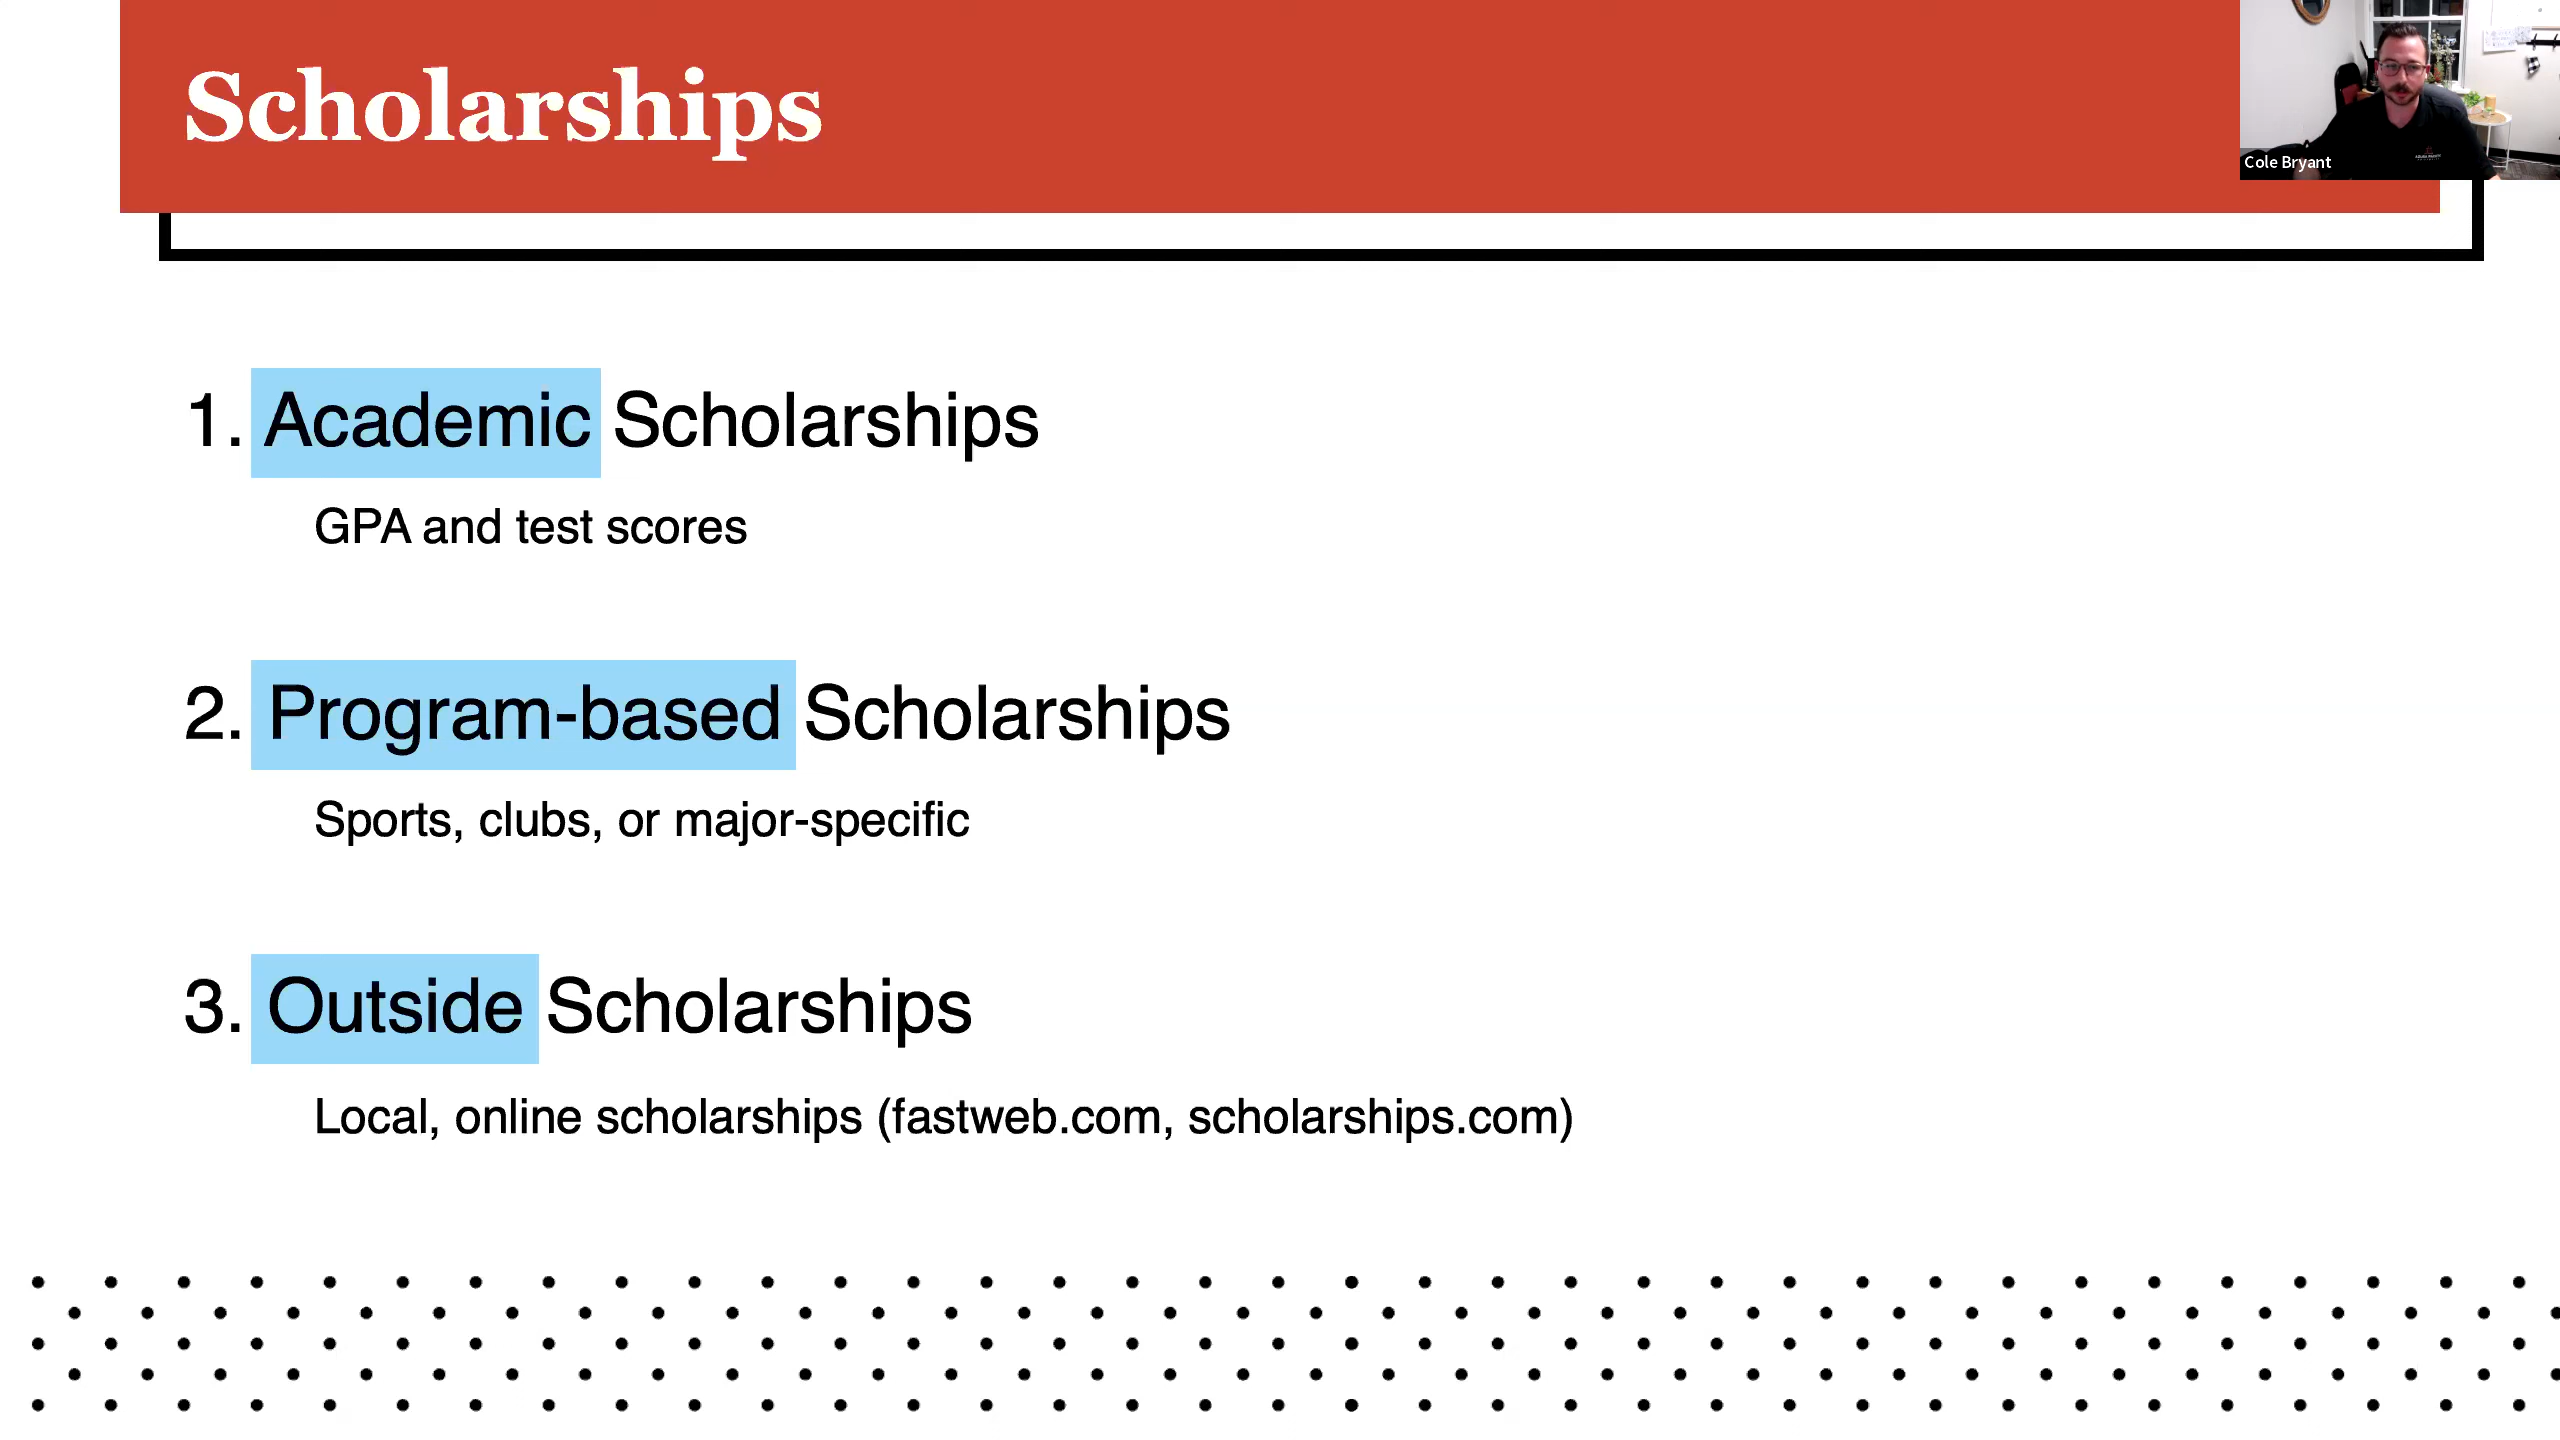 Scholarships
Cole Bryant
1. Academic Scholarships
GPA and test scores
2. Program-based Scholarships
Sports, clubs, or major-specific
3. Outside Scholarships
Local, online scholarships (fastweb.com, scholarships.com)